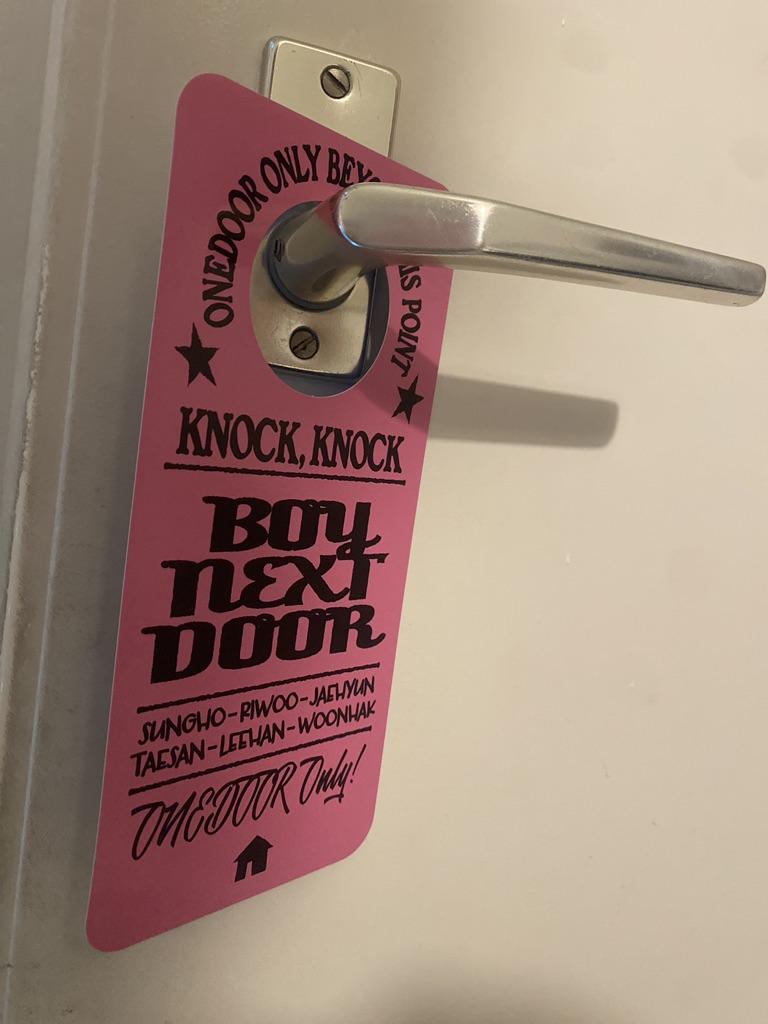 ONEDOOR ONLY POINT
KNOCK, KNOCK
BOY
NEXT
DOOR
SUNGHO-RIWOO-JAEHYUN
TAESAN-LEEHAN-WOONHAK
ONEDOOR Only!